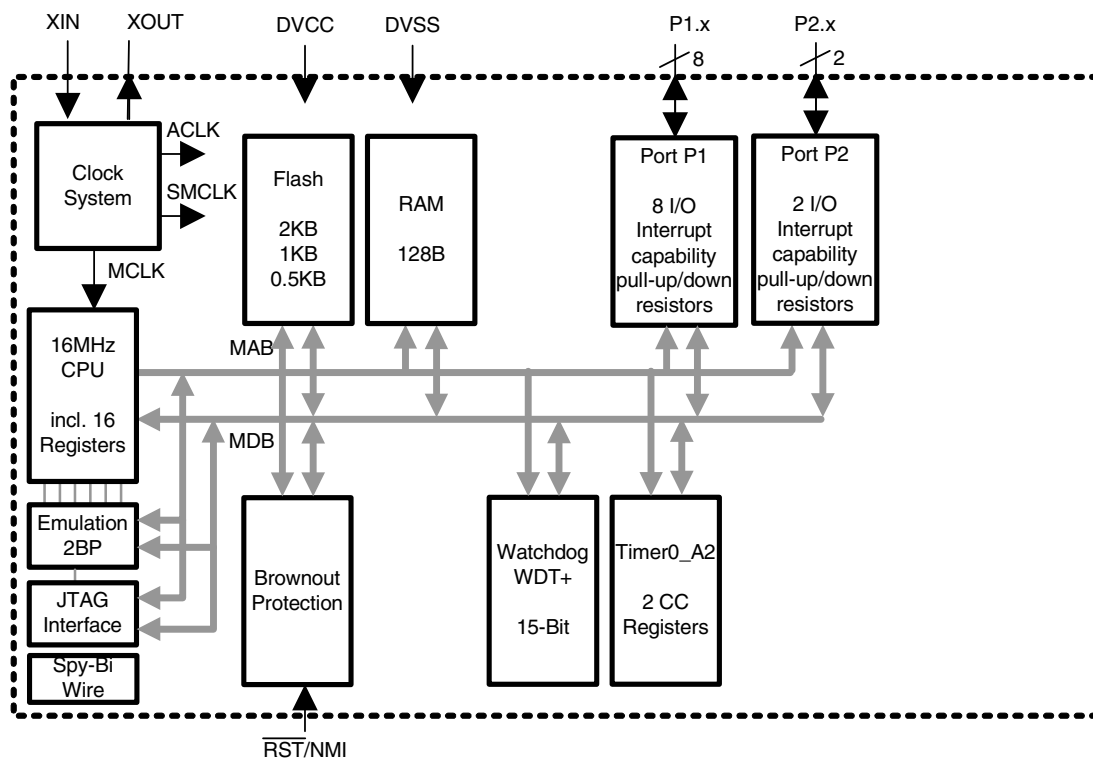 XIN
XOUT
DVCC
DVSS
P1.x
P2.x
8
2
ACLK
SMCLK
MCLK
Clock
System
Flash
2KB
1KB
0.5KB
RAM
128B
Port P1
8 I/O
Interrupt
capability
pull-up/down
resistors
Port P2
2 I/O
Interrupt
capability
pull-up/down
resistors
16MHz
CPU
incl. 16
Registers
MAB
MDB
Emulation
2BP
JTAG
Interface
Spy-Bi
Wire
Brownout
Protection
Watchdog
WDT+
15-Bit
Timer0_A2
2 CC
Registers
RST/NMI